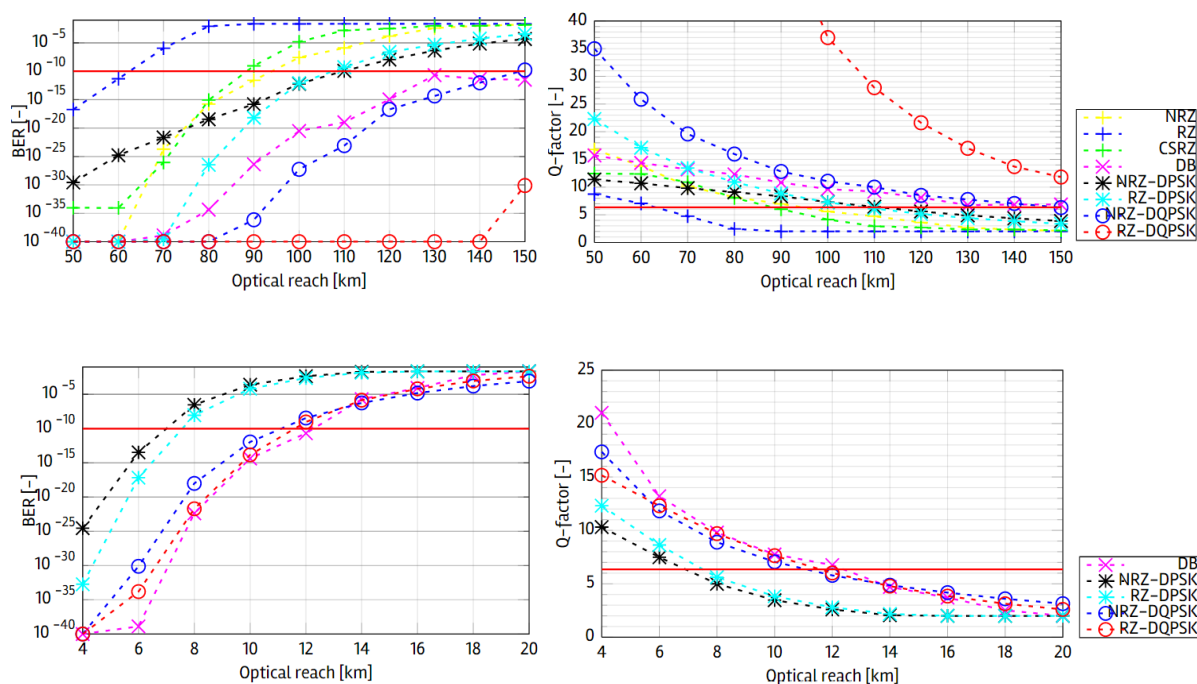 10 -5
10 -10
10 -15
10 -20
10 -25
10 -30
10 -35
10 -40
BER [–]
50 60 70 80 90 100 110 120 130 140 150
Optical reach [km]
40
35
30
25
20
15
10
5
0
Q-factor [–]
50 60 70 80 90 100 110 120 130 140 150
Optical reach [km]
NRZ
RZ
CSRZ
DB
NRZ-DPSK
RZ-DPSK
NRZ-DQPSK
RZ-DQPSK
10 -5
10 -10
10 -15
10 -20
10 -25
10 -30
10 -35
10 -40
BER [–]
4 6 8 10 12 14 16 18 20
Optical reach [km]
25
20
15
10
5
0
Q-factor [–]
4 6 8 10 12 14 16 18 20
Optical reach [km]
DB
NRZ-DPSK
RZ-DPSK
NRZ-DQPSK
RZ-DQPSK